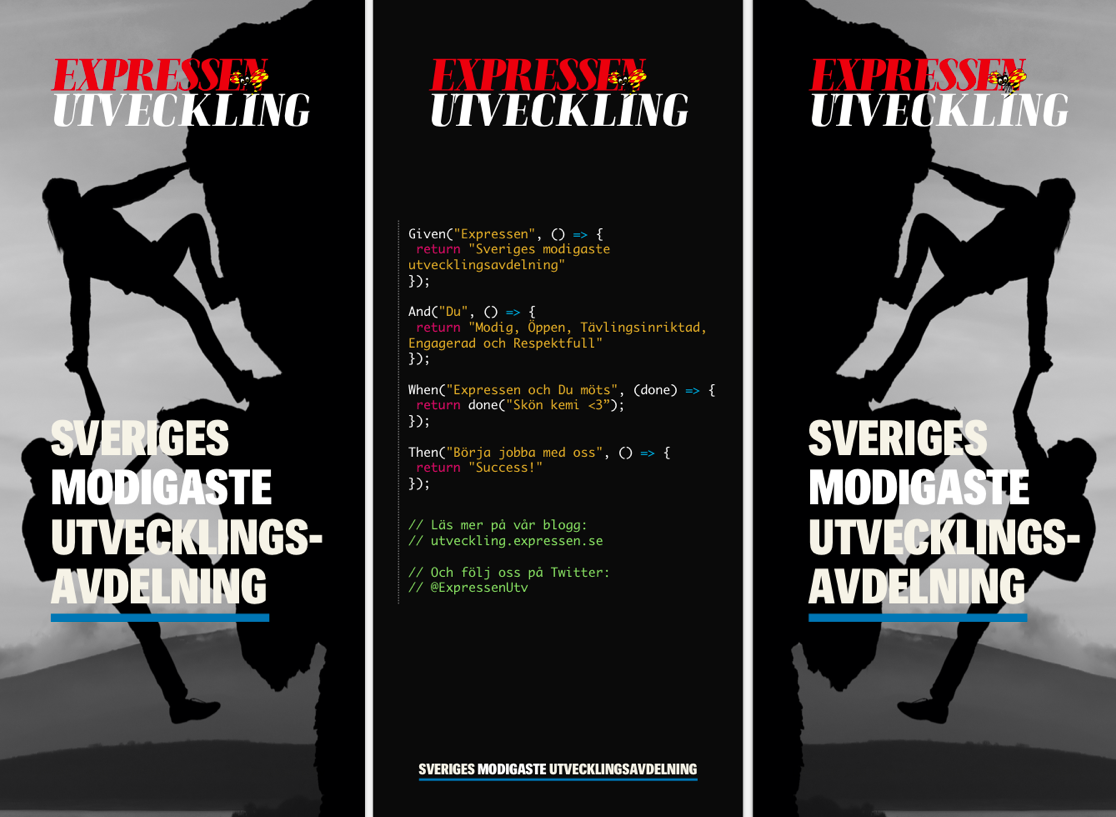 EXPRESSEN
UTVECKLING
SVERIGES
MODIGASTE
UTVECKLINGS-
AVDELNING
EXPRESSEN
UTVECKLING
Given("Expressen", () => {
return "Sveriges modigaste
utvecklingsavdelning"
});
And("Du", () => {
return "Modig, Öppen, Tävlingsinriktad,
Engagerad och Respektfull"
});
When("Expressen och Du möts", (done) => {
return done("Skön kemi <3”);
});
Then("Börja jobba med oss", () => {
return "Success!"
});
// Läs mer på vår blogg:
// utveckling.expressen.se
// Och följ oss på Twitter:
// @ExpressenUtv
SVERIGES MODIGASTE UTVECKLINGSAVDELNING
EXPRESSEN
UTVECKLING
SVERIGES
MODIGASTE
UTVECKLINGS-
AVDELNING